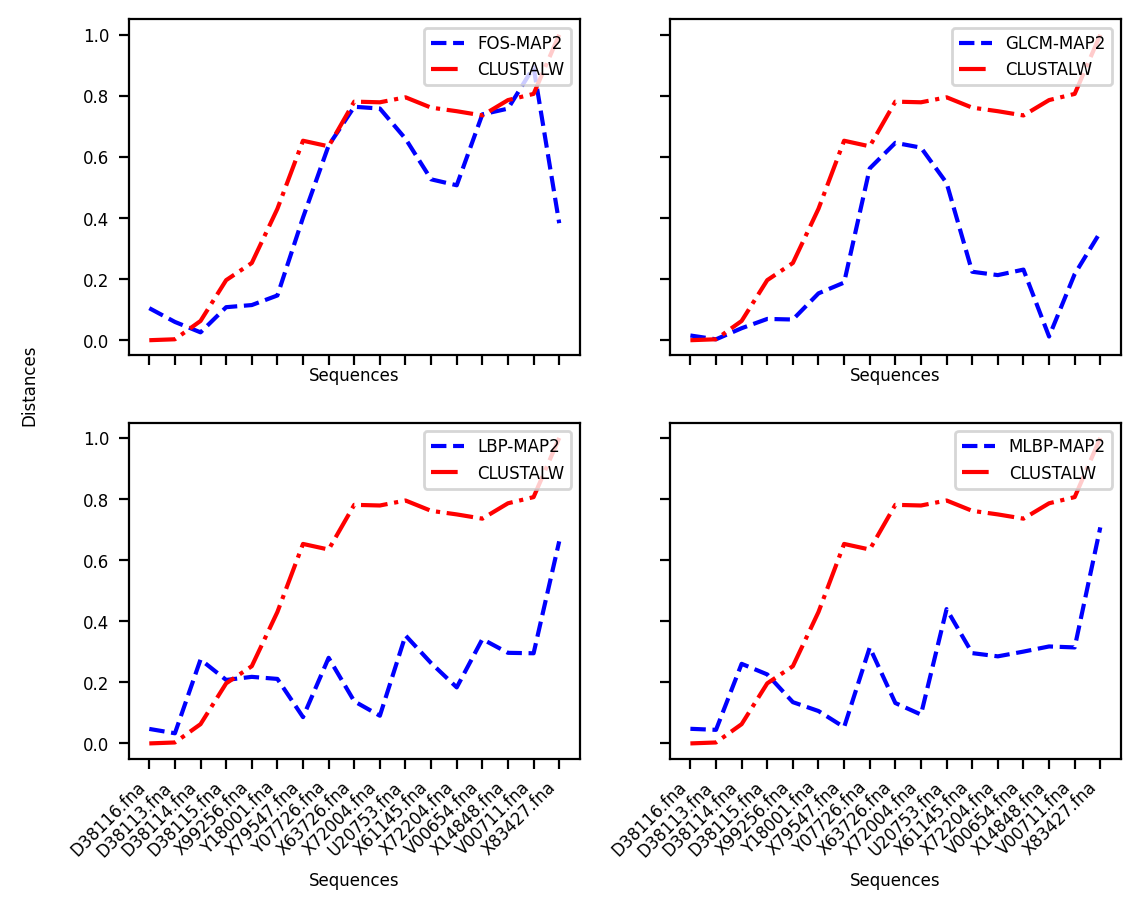 FOS-MAP2
CLUSTALW
1.0
0.8
0.6
0.4
0.2
0.0
Sequences
GLCM-MAP2
CLUSTALW
Sequences
Distances
LBP-MAP2
CLUSTALW
1.0
0.8
0.6
0.4
0.2
0.0
D38116.fna
D38113.fna
D38114.fna
D38115.fna
X99256.fna
Y18001.fna
X79547.fna
Y07726.fna
X63726.fna
X72004.fna
U20753.fna
X61145.fna
X72204.fna
V00654.fna
X14848.fna
V00711.fna
X83427.fna
Sequences
MLBP-MAP2
CLUSTALW
D38116.fna
D38113.fna
D38114.fna
D38115.fna
X99256.fna
Y18001.fna
X79547.fna
Y07726.fna
X63726.fna
X72004.fna
U20753.fna
X61145.fna
X72204.fna
V00654.fna
X14848.fna
V00711.fna
X83427.fna
Sequences